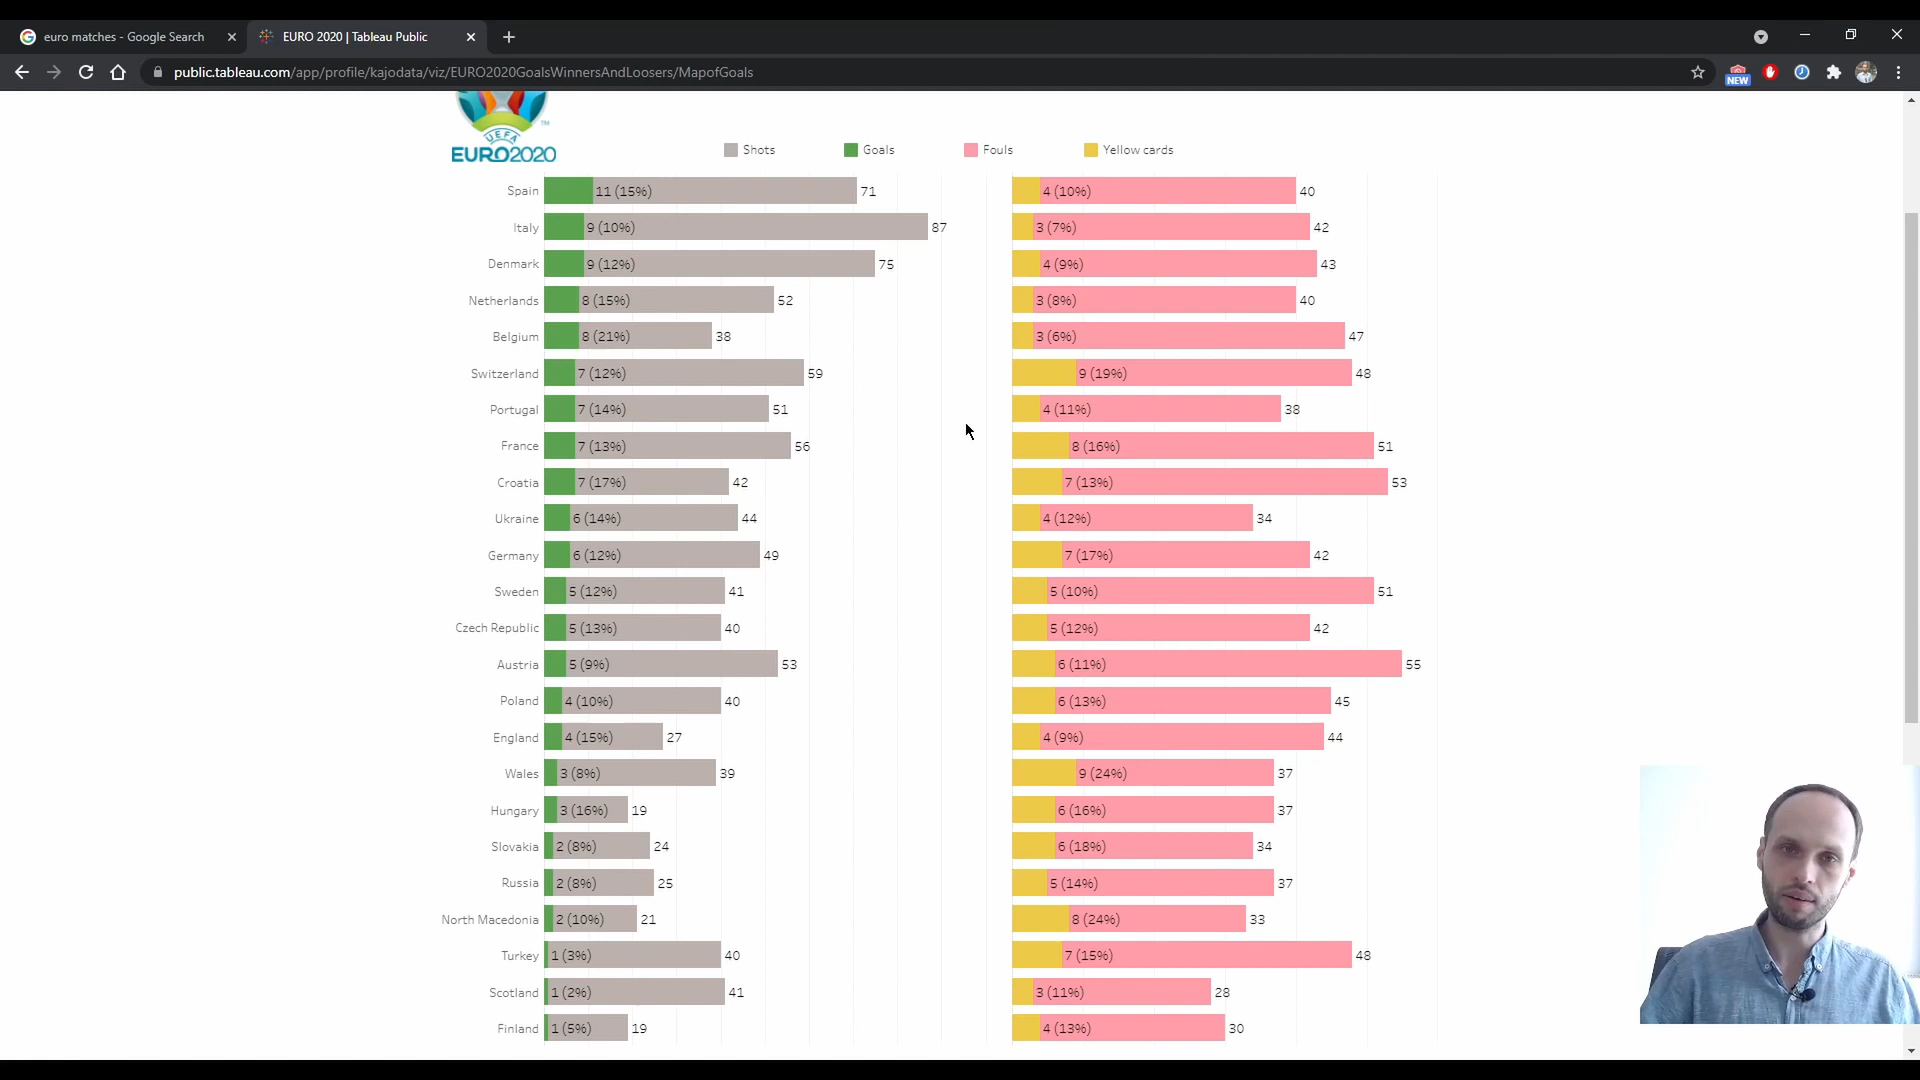 euro matches - Google Search
EURO 2020 | Tableau Public
public.tableau.com/app/profile/kajodata/viz/EURO2020GoalsWinnersAndLoosers/MapofGoals
NEW
UEFA
TM
EURO2020
Shots Goals Fouls Yellow cards
Spain 11 (15%) 71 4 (10%) 40
Italy 9 (10%) 87 3 (7%) 42
Denmark 9 (12%) 75 4 (9%) 43
Netherlands 8 (15%) 52 3 (8%) 40
Belgium 8 (21%) 38 3 (6%) 47
Switzerland 7 (12%) 59 9 (19%) 48
Portugal 7 (14%) 51 4 (11%) 38
France 7 (13%) 56 8 (16%) 51
Croatia 7 (17%) 42 7 (13%) 53
Ukraine 6 (14%) 44 4 (12%) 34
Germany 6 (12%) 49 7 (17%) 42
Sweden 5 (12%) 41 5 (10%) 51
Czech Republic 5 (13%) 40 5 (12%) 42
Austria 5 (9%) 53 6 (11%) 55
Poland 4 (10%) 40 6 (13%) 45
England 4 (15%) 27 4 (9%) 44
Wales 3 (8%) 39 9 (24%) 37
Hungary 3 (16%) 19 6 (16%) 37
Slovakia 2 (8%) 24 6 (18%) 34
Russia 2 (8%) 25 5 (14%) 37
North Macedonia 2 (10%) 21 8 (24%) 33
Turkey 1 (3%) 40 7 (15%) 48
Scotland 1 (2%) 41 3 (11%) 28
Finland 1 (5%) 19 4 (13%) 30